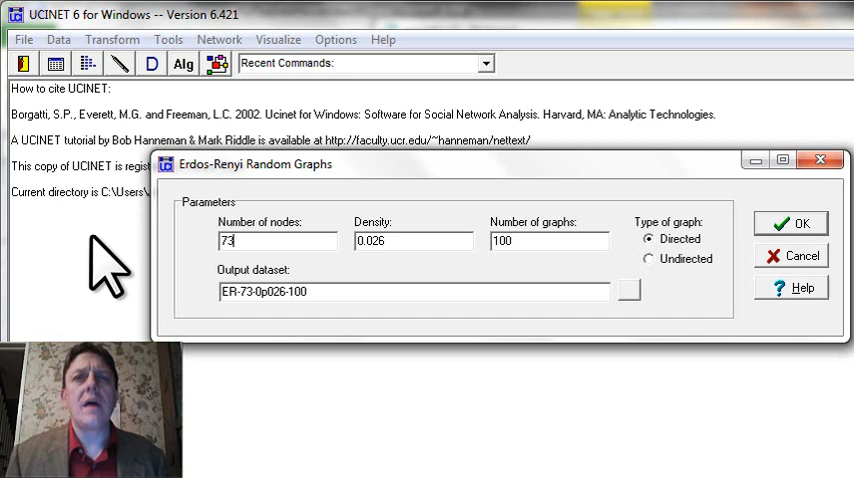 UCINET 6 for Windows -- Version 6.421
File Data Transform Tools Network Visualize Options Help
D Alg Recent Commands:
How to cite UCINET:
Borgatti, S.P., Everett, M.G. and Freeman, L.C. 2002. Ucinet for Windows: Software for Social Network Analysis. Harvard, MA: Analytic Technologies.
A UCINET tutorial by Bob Hanneman & Mark Riddle is available at http://faculty.ucr.edu/~hanneman/nettext/
This copy of UCINET is regist
Current directory is C:\Users\
Erdos-Renyi Random Graphs
Parameters
Number of nodes: Density: Number of graphs: Type of graph:
73 0.026 100 Directed
Undirected
Output dataset:
ER-73-0p026-100
OK
Cancel
Help